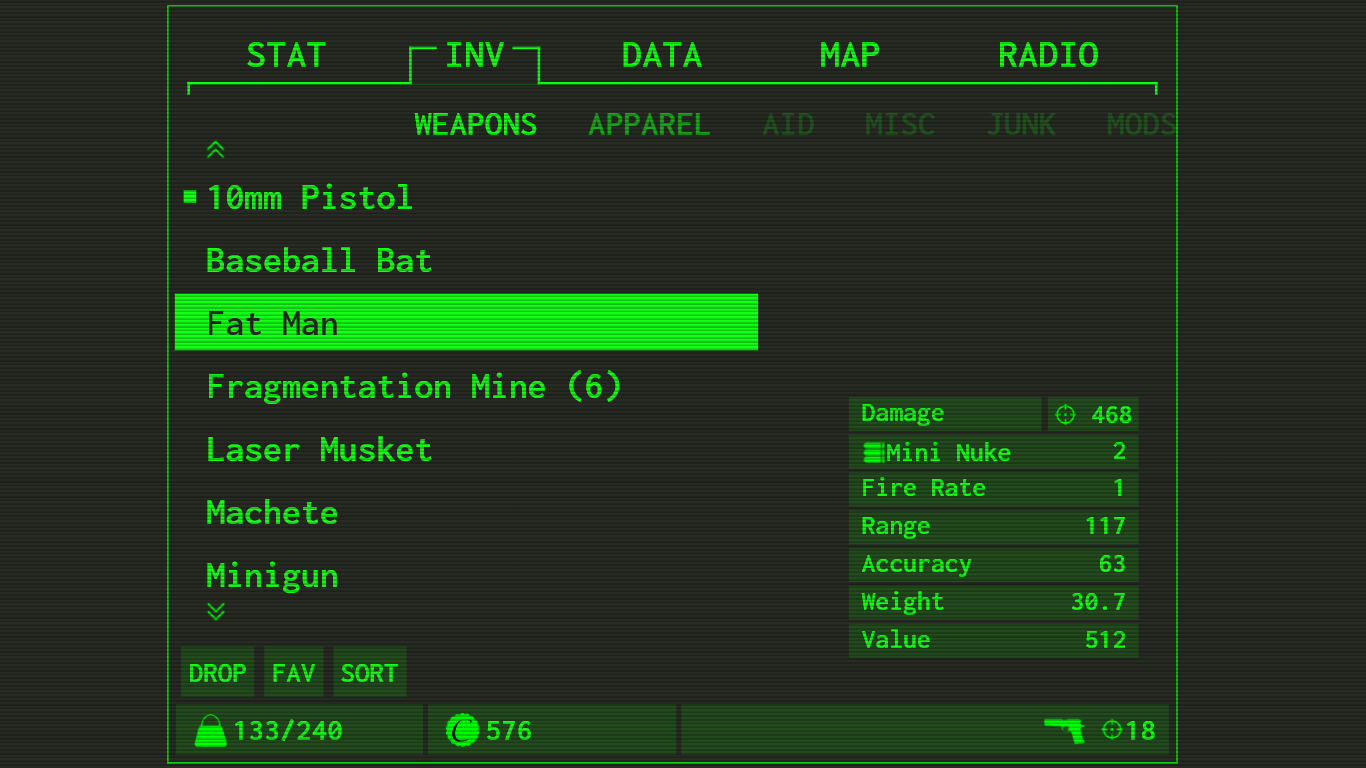 STAT INV DATA MAP RADIO
WEAPONS APPAREL AID MISC JUNK MODS
10mm Pistol
Baseball Bat
Fat Man
Fragmentation Mine (6)
Laser Musket
Machete
Minigun
Damage 468
Mini Nuke 2
Fire Rate 1
Range 117
Accuracy 63
Weight 30.7
Value 512
DROP FAV SORT
133/240 576 18